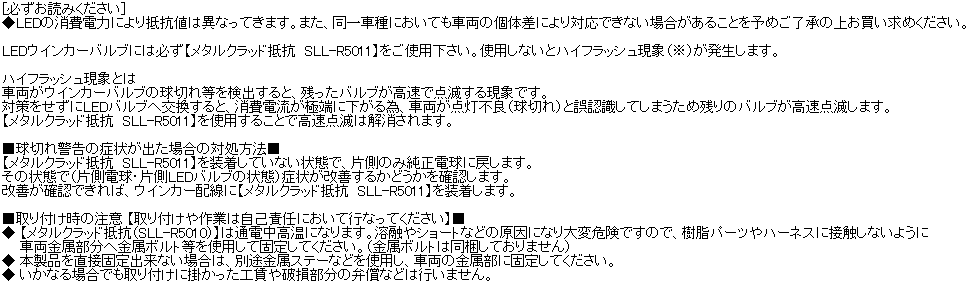 [必ずお読みください]
◆LEDの消費電力により抵抗値は異なってきます。また、同一車種においても車両の個体差により対応できない場合があることを予めご了承の上お買い求めください。
LEDウインカーバルブには必ず【メタルクラッド抵抗 SLL-R5011】をご使用下さい。使用しないとハイフラッシュ現象（※）が発生します。
ハイフラッシュ現象とは
車両がウインカーバルブの球切れ等を検出すると、残ったバルブが高速で点滅する現象です。
対策をせずにLEDバルブへ交換すると、消費電流が極端に下がる為、車両が点灯不良（球切れ）と誤認識してしまうため残りのバルブが高速点滅します。
【メタルクラッド抵抗 SLL-R5011】を使用することで高速点滅は解消されます。
■球切れ警告の症状が出た場合の対処方法■
【メタルクラッド抵抗 SLL-R5011】を装着していない状態で、片側のみ純正電球に戻します。
その状態で（片側電球・片側LEDバルブの状態）症状が改善するかどうかを確認します。
改善が確認できれば、ウインカー配線に【メタルクラッド抵抗 SLL-R5011】を装着します。
■取り付け時の注意 【取り付けや作業は自己責任において行なってください】■
◆ 【メタルクラッド抵抗（SLL-R5010）】は通電中高温になります。溶融やショートなどの原因になり大変危険ですので、樹脂パーツやハーネスに接触しないように
車両金属部分へ金属ボルト等を使用して固定してください。（金属ボルトは同梱しておりません）
◆ 本製品を直接固定出来ない場合は、別途金属ステーなどを使用し、車両の金属部に固定してください。
◆ いかなる場合でも取り付けに掛かった工賃や破損部分の弁償などは行いません。